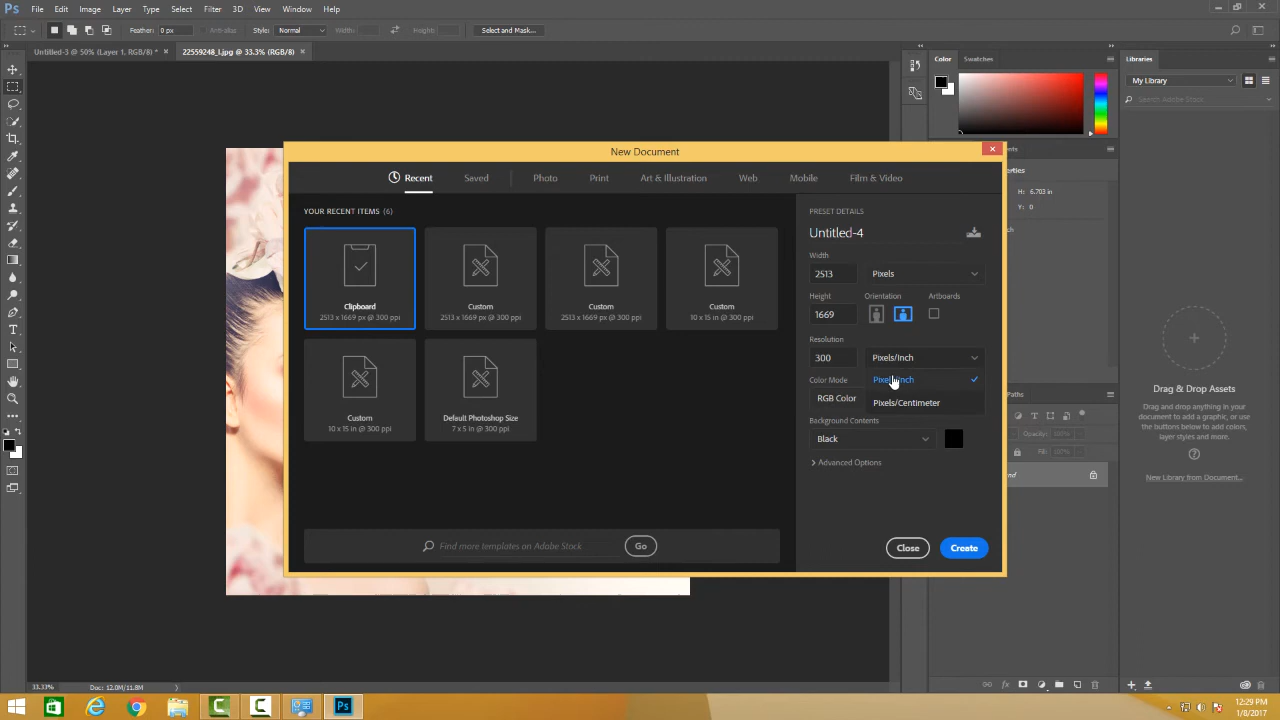 Ps File Edit Image Layer Type Select Filter 3D View Window Help
Feather: 0 px Anti-alias Style: Normal Width: Height: Select and Mask...
Untitled-3 @ 50% (Layer 1, RGB/8) * × 22559248_l.jpg @ 33.3% (RGB/8) ×
Color Swatches
Libraries
My Library
Search Adobe Stock
New Document
Recent Saved Photo Print Art & Illustration Web Mobile Film & Video
YOUR RECENT ITEMS (6)
Clipboard
2513 x 1669 px @ 300 ppi
Custom
2513 x 1669 px @ 300 ppi
Custom
2513 x 1669 px @ 300 ppi
Custom
10 x 15 in @ 300 ppi
Custom
10 x 15 in @ 300 ppi
Default Photoshop Size
7 x 5 in @ 300 ppi
Find more templates on Adobe Stock Go
PRESET DETAILS
Untitled-4
Width
2513 Pixels
Height Orientation Artboards
1669
Resolution
300 Pixels/Inch
Color Mode
Pixels/Centimeter
RGB Color
Background Contents
Black
Advanced Options
Close Create
ents
perties
H: 6.703 in
Y: 0
Paths
Opacity: 100%
Fill: 100%
nd
Drag & Drop Assets
Drag and drop anything in your
document to add a graphic, or use
the buttons below to add colors,
layer styles and more.
New Library from Document...
33.33% Doc: 12.0M/11.8M
12:29 PM
1/8/2017